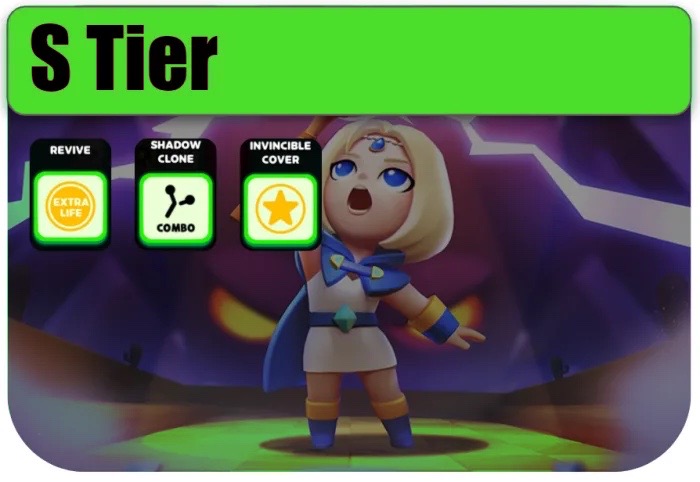 S Tier
REVIVE
EXTRA
LIFE
SHADOW
CLONE
COMBO
INVINCIBLE
COVER